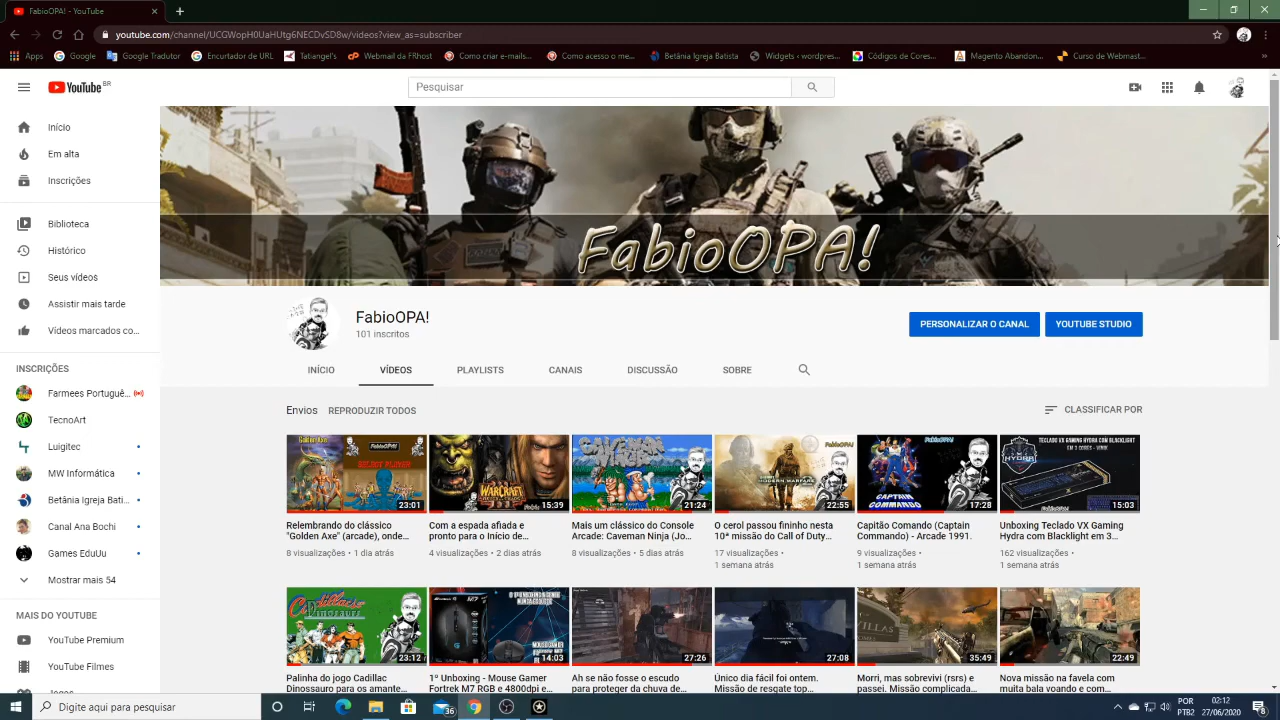 FabioOPA! - YouTube
youtube.com/channel/UCGWopH0UaHUtg6NECDvSD8w/videos?view_as=subscriber
Apps Google Google Tradutor Encurtador de URL Tatiangel's Webmail da FRhost Como criar e-mails... Como acesso o me... Betânia Igreja Batista Widgets ‹ wordpres... Códigos de Cores... Magento Abandon... Curso de Webmast...
YouTube BR
Pesquisar
Início
Em alta
Inscrições
Biblioteca
Histórico
Seus vídeos
Assistir mais tarde
Vídeos marcados co...
INSCRIÇÕES
Farmees Portuguê...
TecnoArt
Luigitec
MW Informática
Betânia Igreja Bati...
Canal Ana Bochi
Games EduUu
Mostrar mais 54
MAIS DO YOUTUBE
YouTube Premium
YouTube Filmes
Jogos
FabioOPA!
FabioOPA!
101 inscritos
PERSONALIZAR O CANAL YOUTUBE STUDIO
INÍCIO VÍDEOS PLAYLISTS CANAIS DISCUSSÃO SOBRE
Envios REPRODUZIR TODOS CLASSIFICAR POR
23:01 15:39 21:24 22:55 17:28 15:03
Relembrando do clássico
"Golden Axe" (arcade), onde...
8 visualizações • 1 dia atrás
Com a espada afiada e
pronto para o Início de...
4 visualizações • 2 dias atrás
Mais um clássico do Console
Arcade: Caveman Ninja (Jo...
8 visualizações • 5 dias atrás
O cerol passou fininho nesta
10ª missão do Call of Duty...
17 visualizações •
1 semana atrás
Capitão Comando (Captain
Commando) - Arcade 1991.
9 visualizações •
1 semana atrás
Unboxing Teclado VX Gaming
Hydra com Blacklight em 3...
162 visualizações •
1 semana atrás
23:12 14:03 27:26 27:08 35:49 22:49
Palinha do jogo Cadillac
Dinossauro para os amante...
1º Unboxing - Mouse Gamer
Fortrek M7 RGB e 4800dpi e...
Ah se não fosse o escudo
para proteger da chuva de...
Único dia fácil foi ontem.
Missão de resgate top...
Morri, mas sobrevivi (rsrs) e
passei. Missão complicada...
Nova missão na favela com
muita bala voando e com...
Digite aqui para pesquisar
36
POR
PTB2
02:12
27/06/2020
8